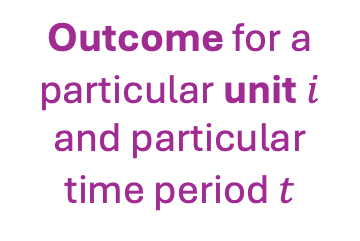 Outcome for a
particular unit i
and particular
time period t